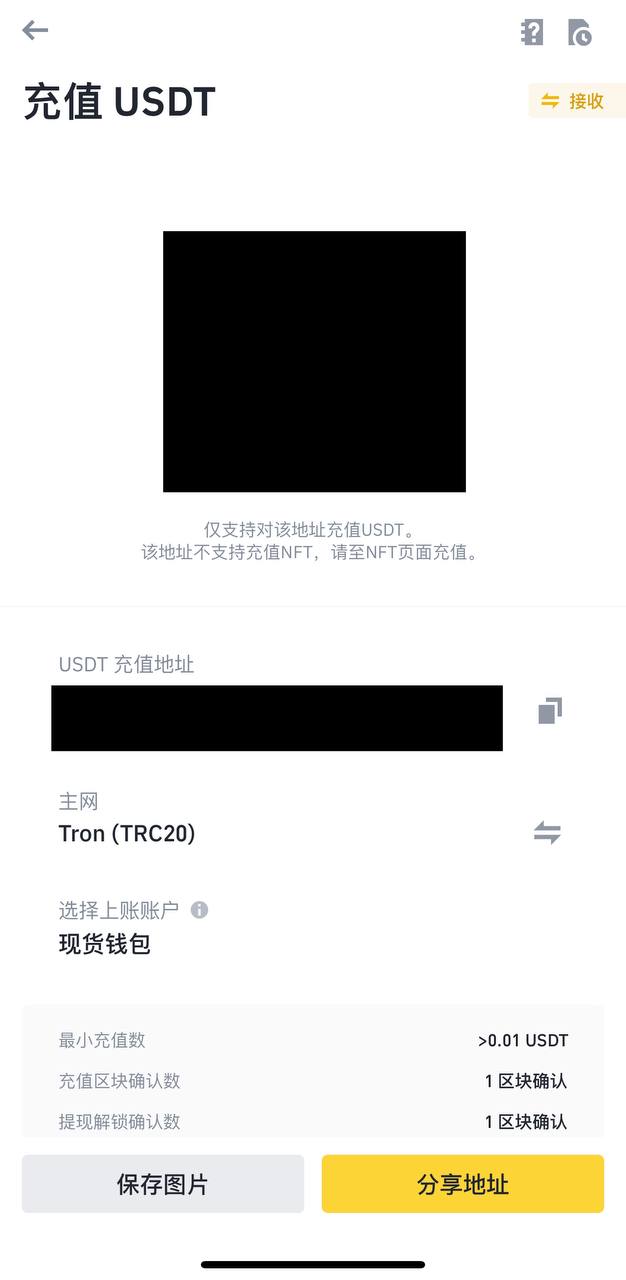 充值 USDT
接收
仅支持对该地址充值USDT。
该地址不支持充值NFT，请至NFT页面充值。
USDT 充值地址
主网
Tron (TRC20)
选择上账账户
现货钱包
最小充值数 >0.01 USDT
充值区块确认数 1 区块确认
提现解锁确认数 1 区块确认
保存图片 分享地址